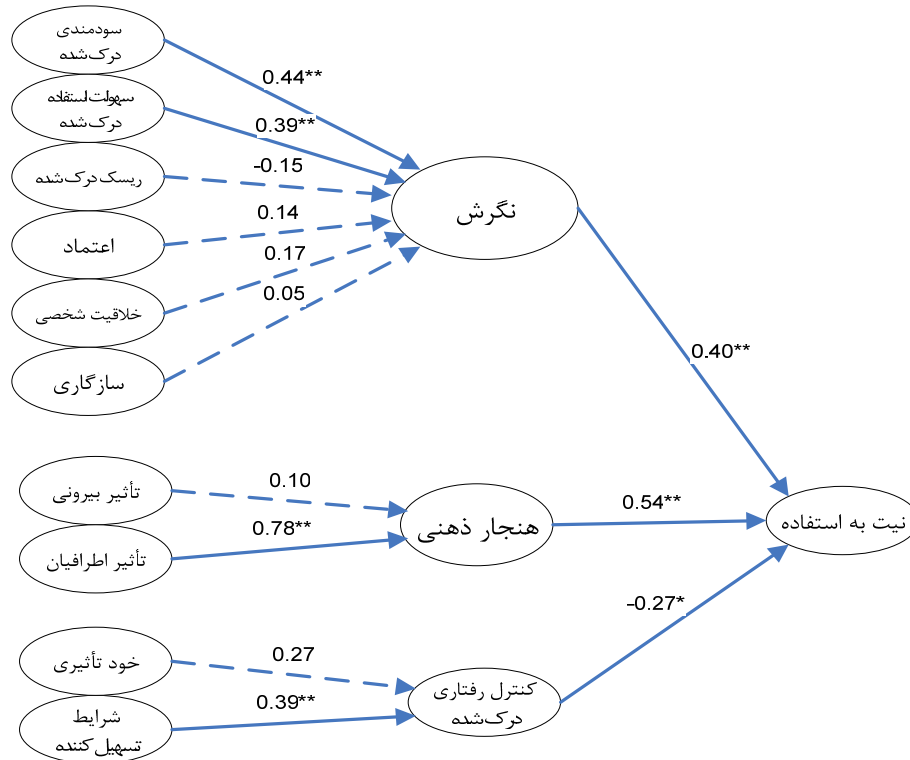 سودمندی
درک‌شده
0.44**
سهولت استفاده
درک‌شده
0.39**
ریسک درک‌شده
-0.15
اعتماد
0.14
خلاقیت شخصی
0.17
سازگاری
0.05
نگرش
0.40**
تأثیر بیرونی
0.10
تأثیر اطرافیان
0.78**
هنجار ذهنی
0.54**
نیت به استفاده
خود تأثیری
0.27
شرایط
تسهیل‌کننده
0.39**
کنترل رفتاری
درک‌شده
-0.27*